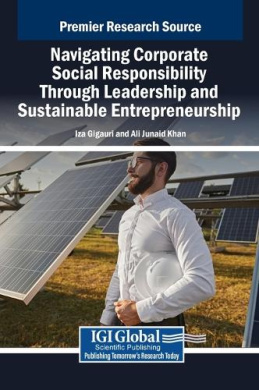 Premier Research Source
Navigating Corporate
Social Responsibility
Through Leadership and
Sustainable Entrepreneurship
Iza Gigauri and Ali Junaid Khan
IGI Global
Scientific Publishing
Publishing Tomorrow's Research Today